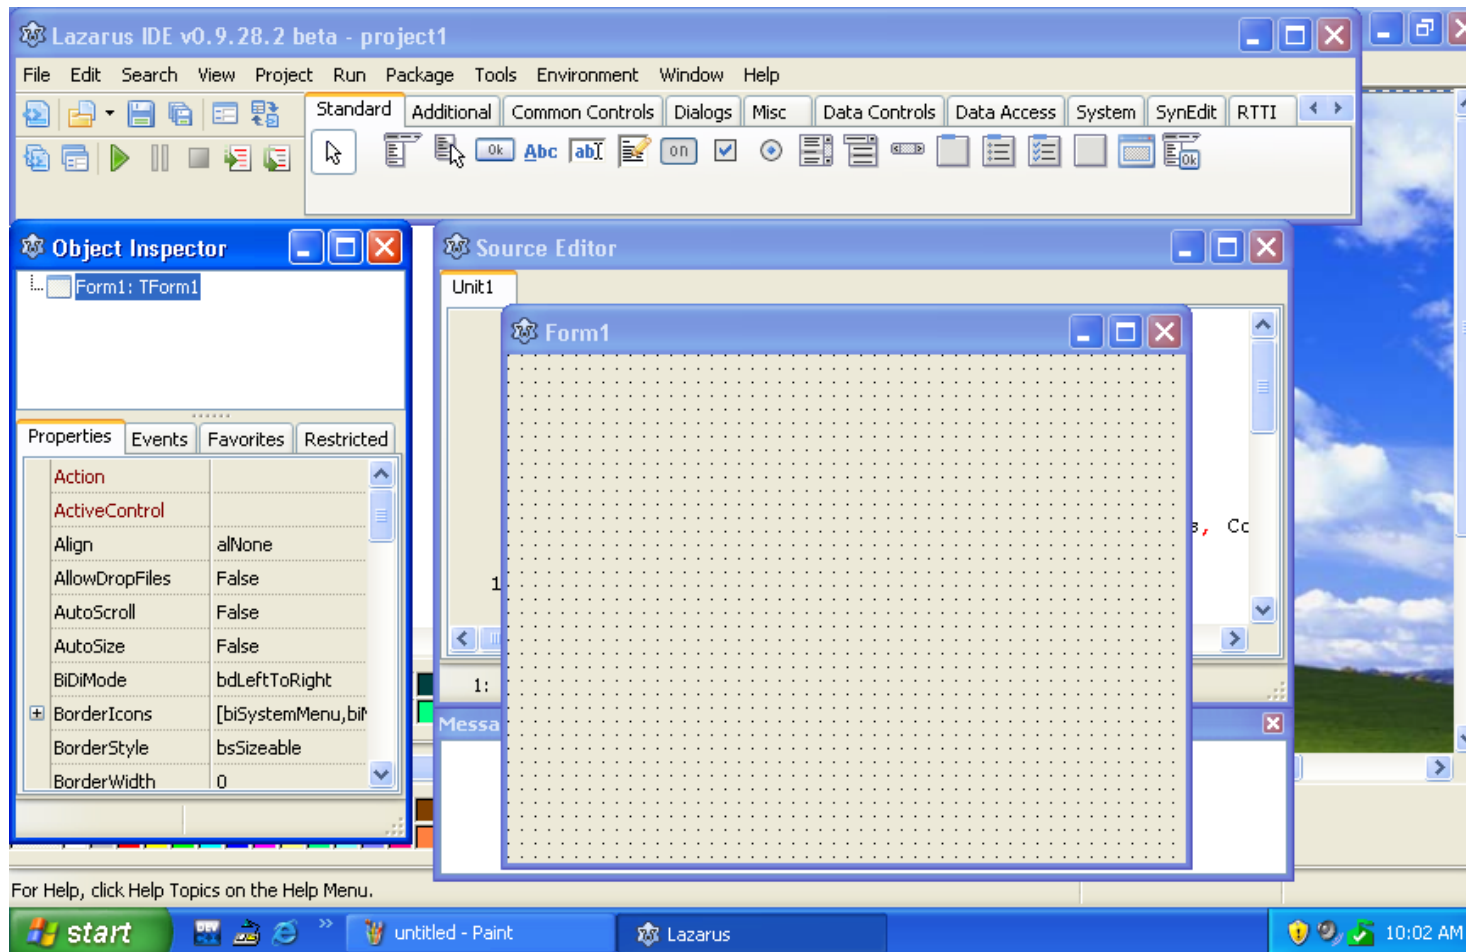 Lazarus IDE v0.9.28.2 beta - project1
File Edit Search View Project Run Package Tools Environment Window Help
Standard Additional Common Controls Dialogs Misc Data Controls Data Access System SynEdit RTTI
Ok Abc abI on Ok
Object Inspector
Form1: TForm1
Properties Events Favorites Restricted
Action
ActiveControl
Align alNone
AllowDropFiles False
AutoScroll False
AutoSize False
BiDiMode bdLeftToRight
BorderIcons [biSystemMenu,biM
BorderStyle bsSizeable
BorderWidth 0
Source Editor
Unit1
Form1
s, Cc
1
1:
Messa
For Help, click Help Topics on the Help Menu.
start
untitled - Paint
Lazarus
10:02 AM